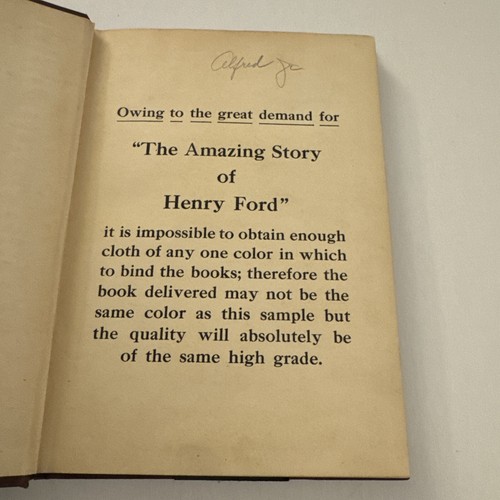 Alfred Jr
Owing to the great demand for
"The Amazing Story
of
Henry Ford"
it is impossible to obtain enough
cloth of any one color in which
to bind the books; therefore the
book delivered may not be the
same color as this sample but
the quality will absolutely be
of the same high grade.